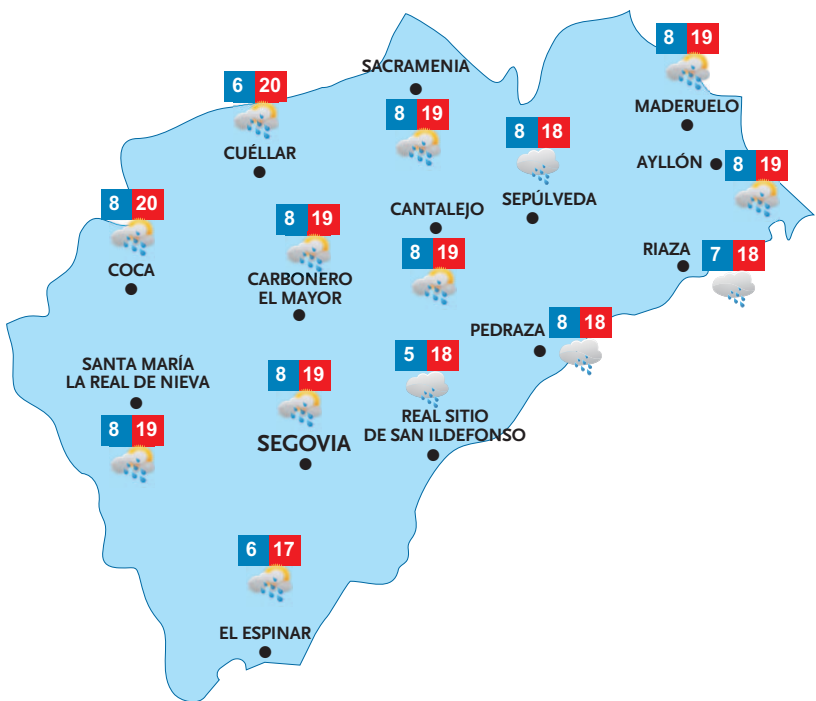 8 19
MADERUELO
SACRAMENIA
8 19
6 20
CUÉLLAR
8 18
SEPÚLVEDA
AYLLÓN
8 19
8 20
COCA
8 19
CARBONERO
EL MAYOR
CANTALEJO
8 19
RIAZA
7 18
PEDRAZA
8 18
SANTA MARÍA
LA REAL DE NIEVA
8 19
8 19
SEGOVIA
5 18
REAL SITIO
DE SAN ILDEFONSO
6 17
EL ESPINAR